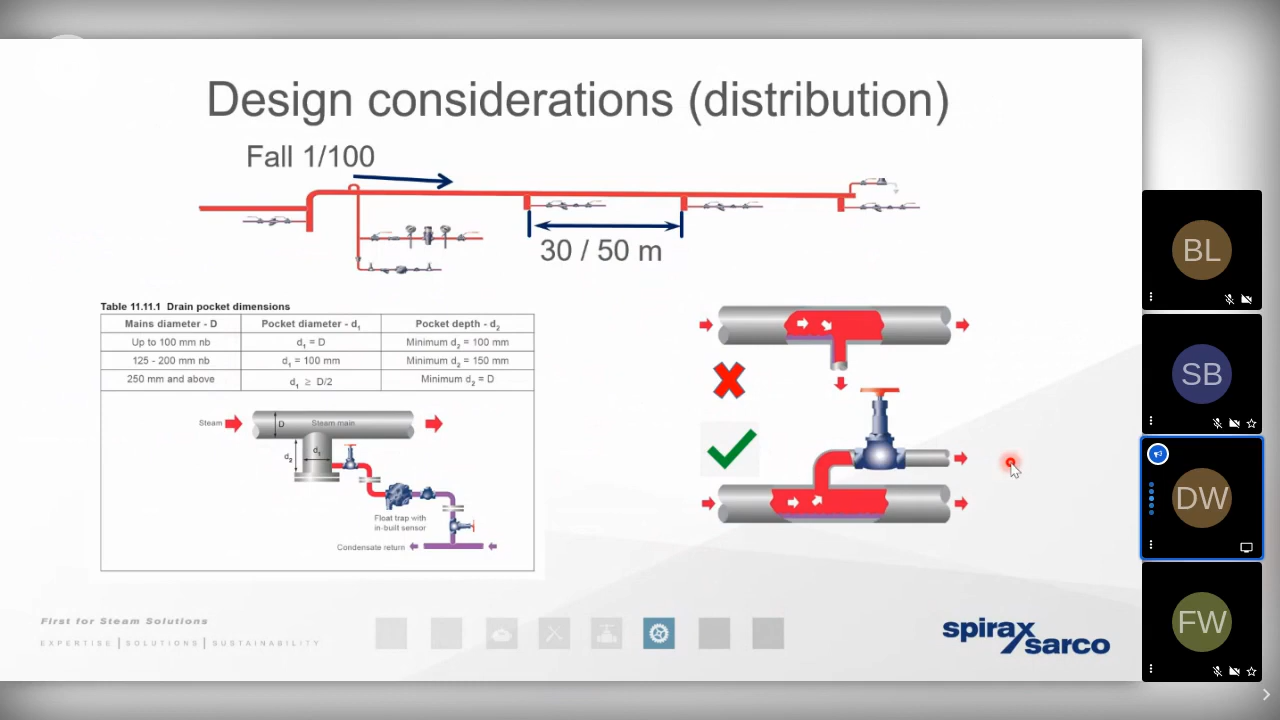 Design considerations (distribution)
Fall 1/100
30 / 50 m
Table 11.11.1 Drain pocket dimensions
Mains diameter - D Pocket diameter - d1 Pocket depth - d2
Up to 100 mm nb d1 = D Minimum d2 = 100 mm
125 - 200 mm nb d1 = 100 mm Minimum d2 = 150 mm
250 mm and above d1 ≥ D/2 Minimum d2 = D
Steam
D
Steam main
d1
d2
Float trap with
in-built sensor
Condensate return
First for Steam Solutions
EXPERTISE | SOLUTIONS | SUSTAINABILITY
spirax
sarco
BL
SB
DW
FW